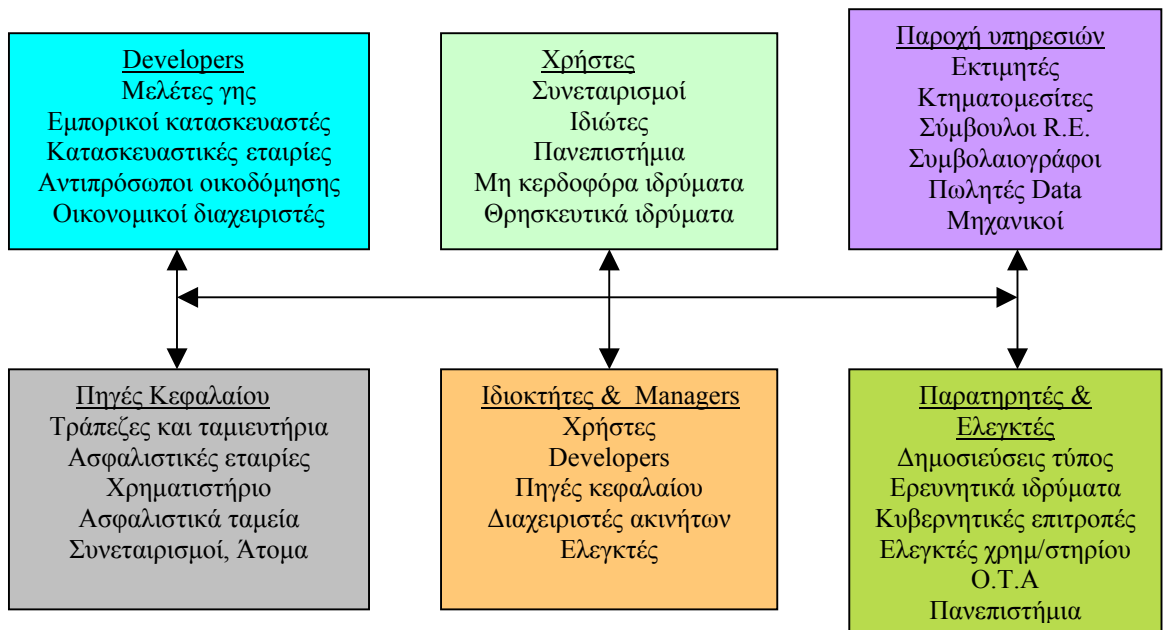 Developers
Μελέτες γης
Εμπορικοί κατασκευαστές
Κατασκευαστικές εταιρίες
Αντιπρόσωποι οικοδόμησης
Οικονομικοί διαχειριστές
Χρήστες
Συνεταιρισμοί
Ιδιώτες
Πανεπιστήμια
Μη κερδοφόρα ιδρύματα
Θρησκευτικά ιδρύματα
Παροχή υπηρεσιών
Εκτιμητές
Κτηματομεσίτες
Σύμβουλοι R.E.
Συμβολαιογράφοι
Πωλητές Data
Μηχανικοί
Πηγές Κεφαλαίου
Τράπεζες και ταμιευτήρια
Ασφαλιστικές εταιρίες
Χρηματιστήριο
Ασφαλιστικά ταμεία
Συνεταιρισμοί, Άτομα
Ιδιοκτήτες & Managers
Χρήστες
Developers
Πηγές κεφαλαίου
Διαχειριστές ακινήτων
Ελεγκτές
Παρατηρητές &
Ελεγκτές
Δημοσιεύσεις τύπος
Ερευνητικά ιδρύματα
Κυβερνητικές επιτροπές
Ελεγκτές χρημ/στηρίου
Ο.Τ.Α
Πανεπιστήμια